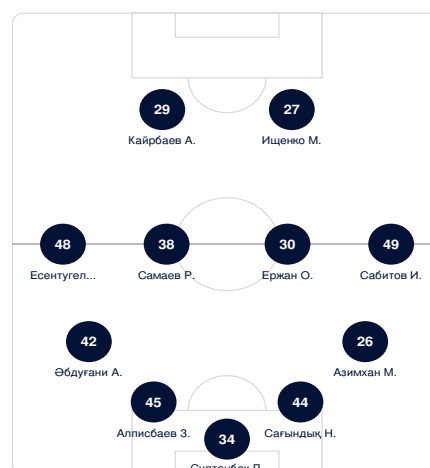 29 27
Кайрбаев А. Ищенко М.
48 38 30 49
Есентугел... Самаев Р. Ержан О. Сабитов И.
42 26
Әбдуғани А. Азимхан М.
45 44
Алписбаев З. Сағындық Н.
34